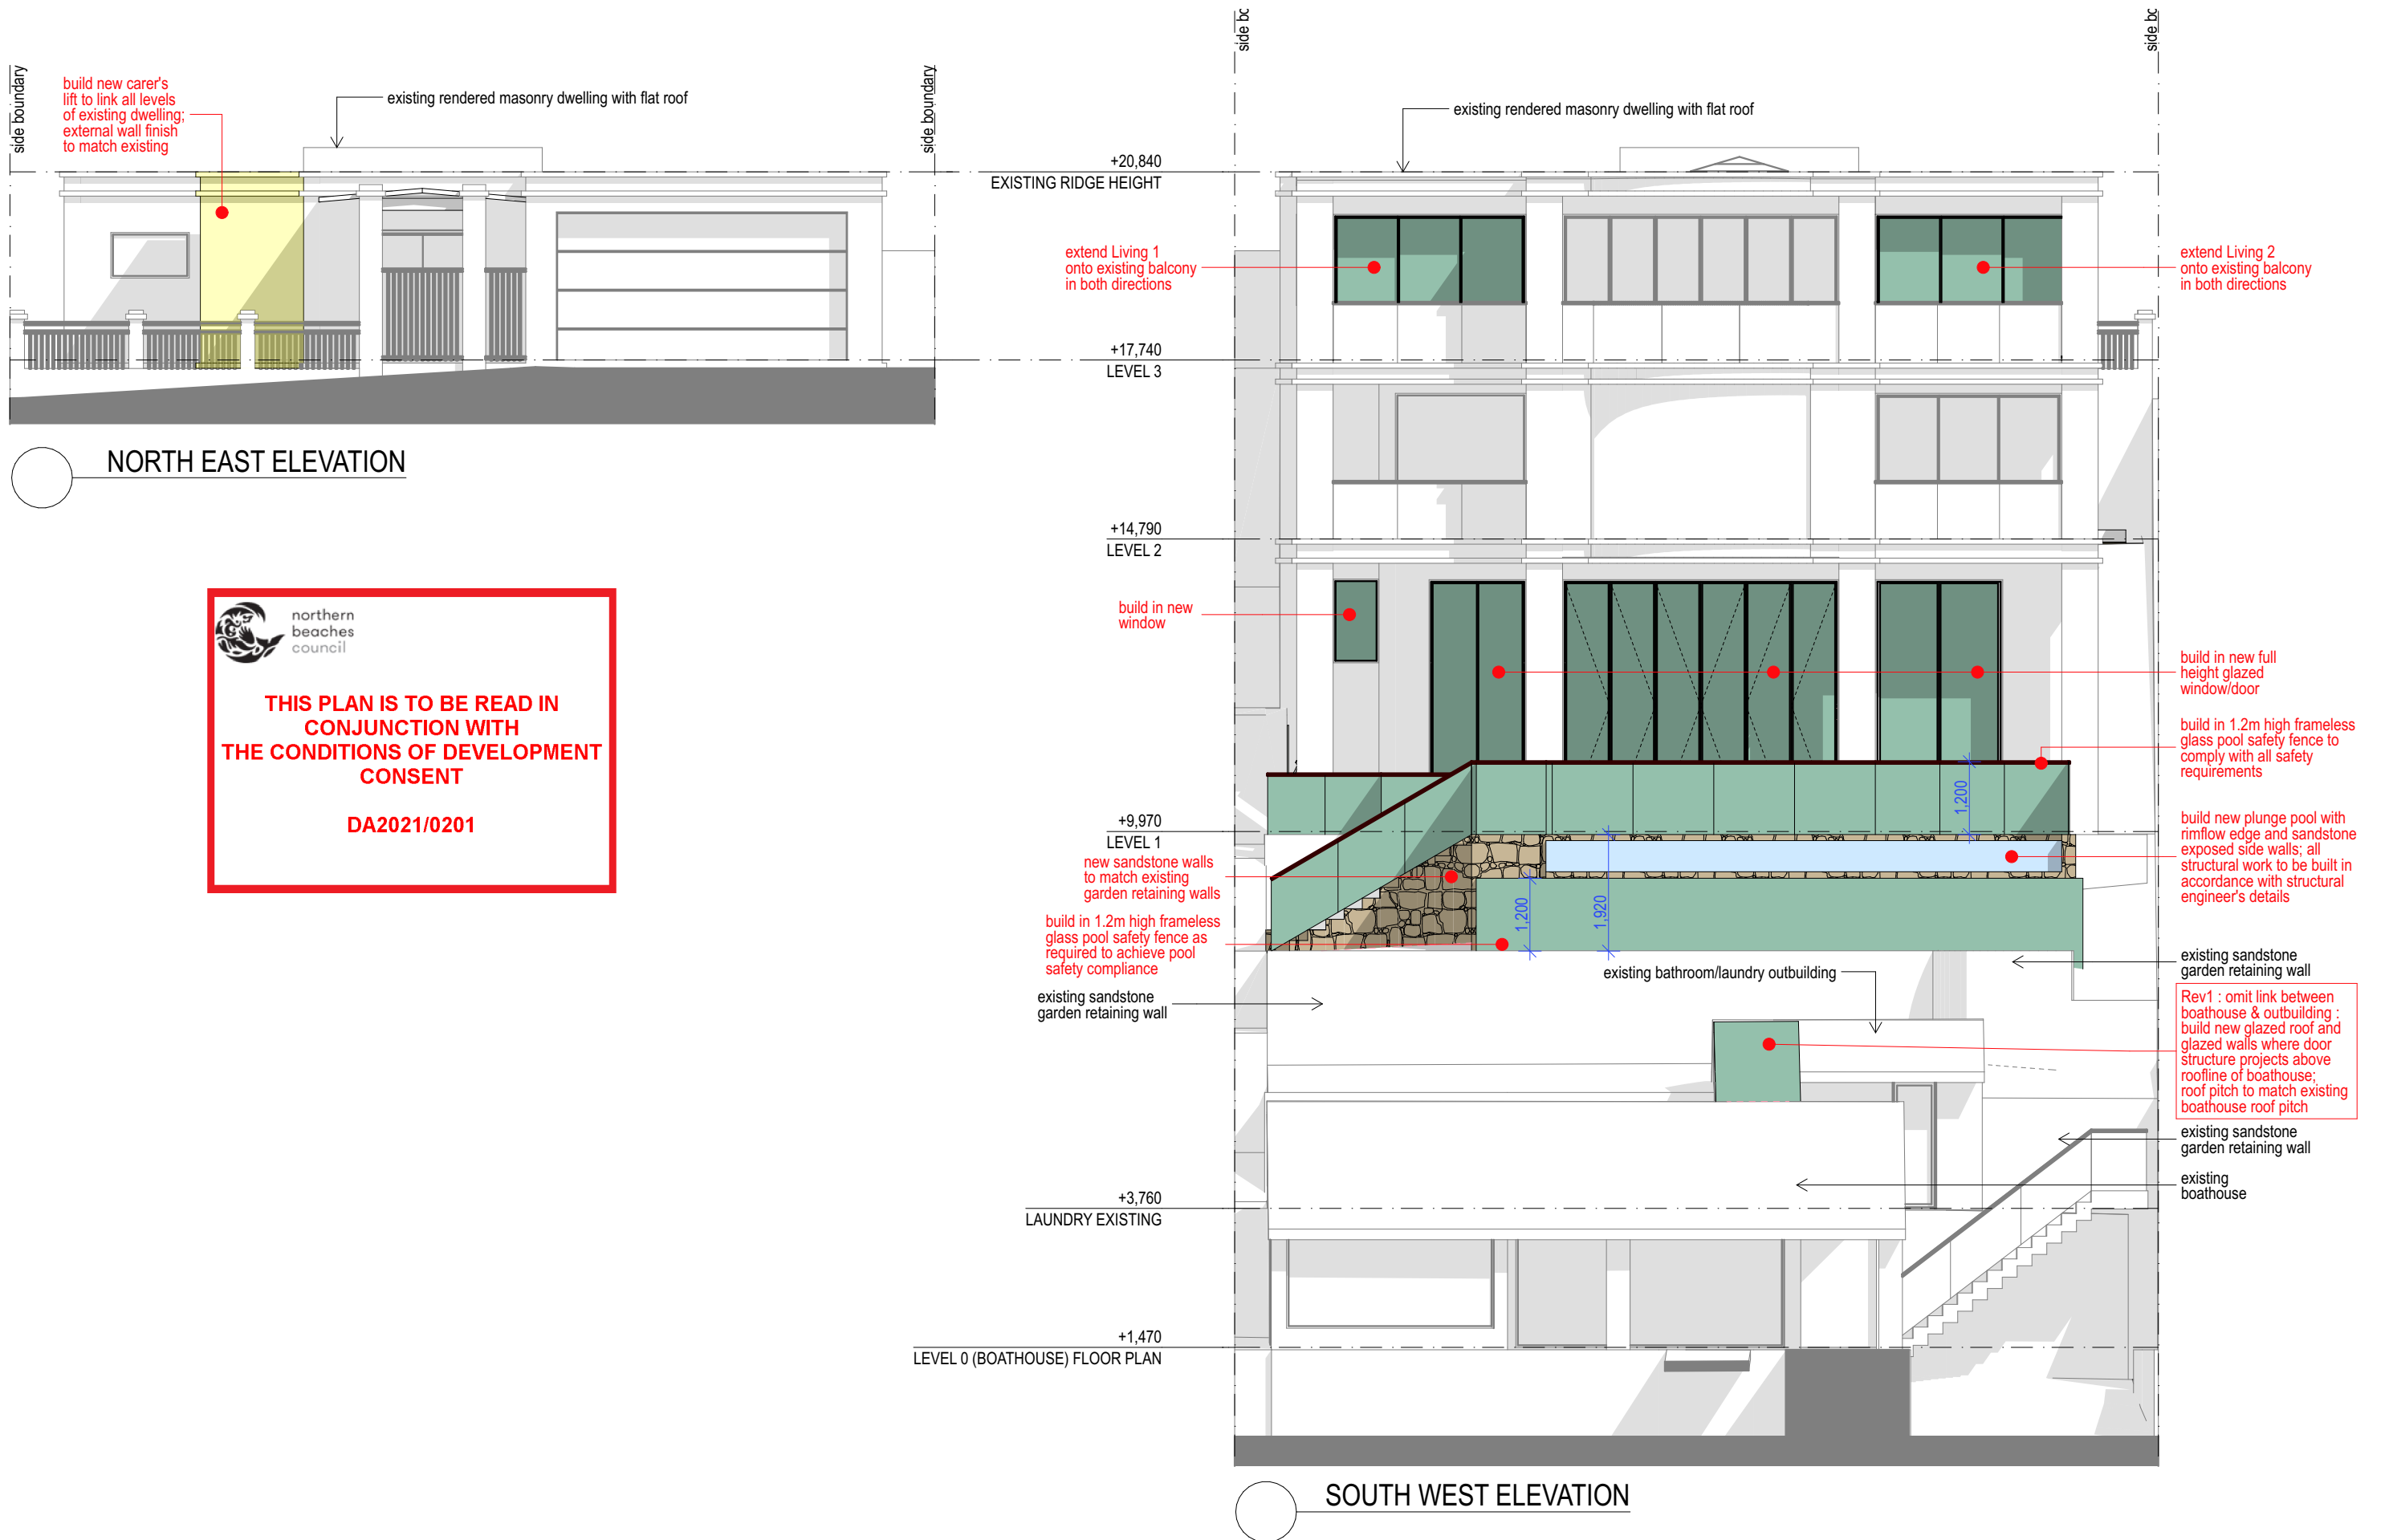 side boundary
build new carer's
lift to link all levels
of existing dwelling;
external wall finish
to match existing
existing rendered masonry dwelling with flat roof
side boundary
NORTH EAST ELEVATION
northern
beaches
council
THIS PLAN IS TO BE READ IN
CONJUNCTION WITH
THE CONDITIONS OF DEVELOPMENT
CONSENT
DA2021/0201
side bc
side bc
existing rendered masonry dwelling with flat roof
+20,840
EXISTING RIDGE HEIGHT
extend Living 1
onto existing balcony
in both directions
extend Living 2
onto existing balcony
in both directions
+17,740
LEVEL 3
+14,790
LEVEL 2
build in new
window
build in new full
height glazed
window/door
build in 1.2m high frameless
glass pool safety fence to
comply with all safety
requirements
1,200
+9,970
LEVEL 1
build new plunge pool with
rimflow edge and sandstone
exposed side walls; all
structural work to be built in
accordance with structural
engineer's details
new sandstone walls
to match existing
garden retaining walls
1,200
1,920
build in 1.2m high frameless
glass pool safety fence as
required to achieve pool
safety compliance
existing sandstone
garden retaining wall
existing bathroom/laundry outbuilding
existing sandstone
garden retaining wall
Rev1 : omit link between
boathouse & outbuilding :
build new glazed roof and
glazed walls where door
structure projects above
roofline of boathouse;
roof pitch to match existing
boathouse roof pitch
existing sandstone
garden retaining wall
existing
boathouse
+3,760
LAUNDRY EXISTING
+1,470
LEVEL 0 (BOATHOUSE) FLOOR PLAN
SOUTH WEST ELEVATION